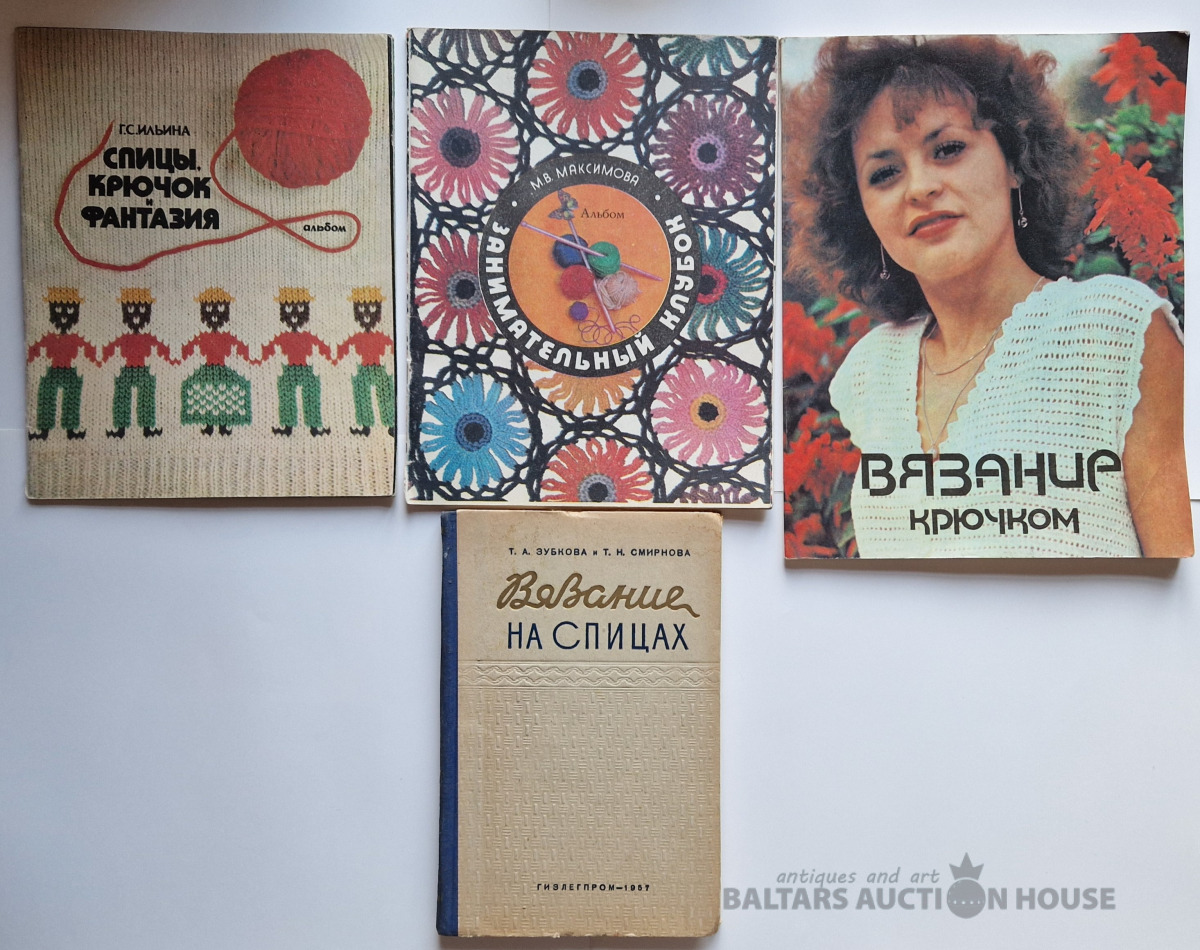 Г.С.ИЛЬИНА
СПИЦЫ,
КРЮЧОК
И
ФАНТАЗИЯ
альбом
М.В. МАКСИМОВА
Альбом
ЗАНИМАТЕЛЬНЫЙ КЛУБОК
ВЯЗАНИЕ
КРЮЧКОМ
Т. А. ЗУБКОВА и Т. Н. СМИРНОВА
Вязание
НА СПИЦАХ
ГИЗЛЕГПРОМ—1957
antiques and art
BALTARS AUCTION HOUSE